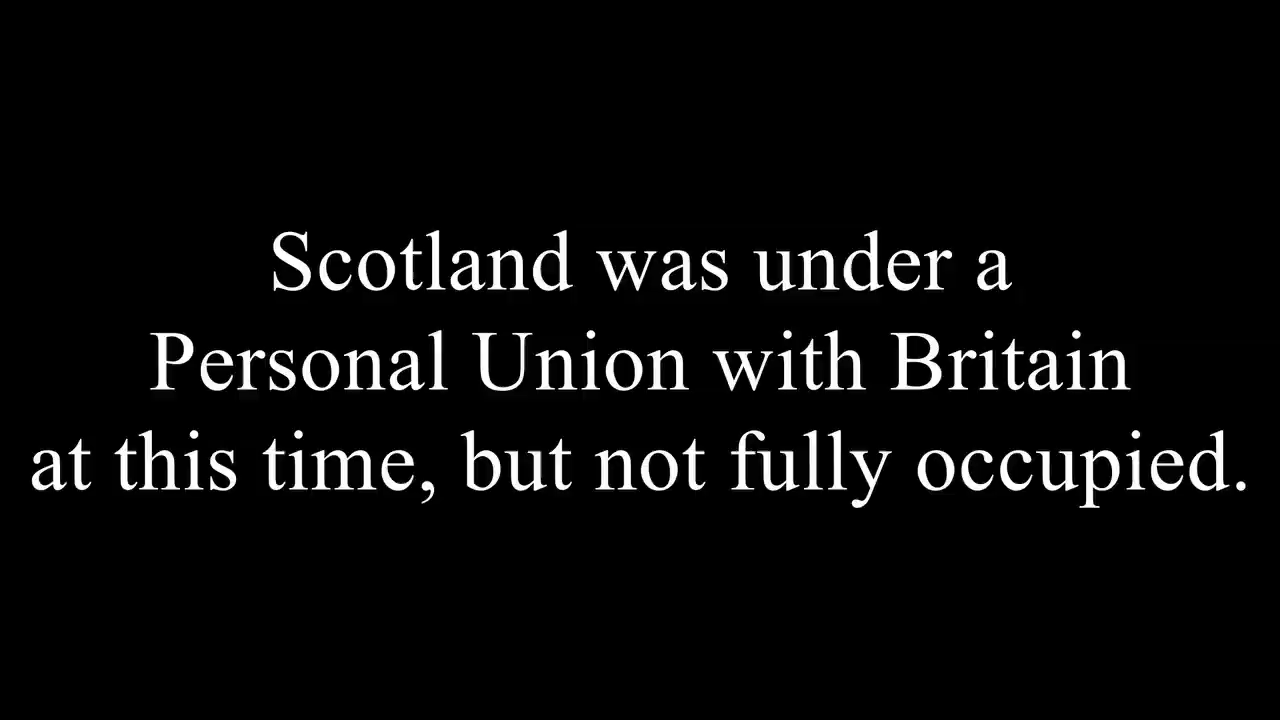 Scotland was under a
Personal Union with Britain
at this time, but not fully occupied.